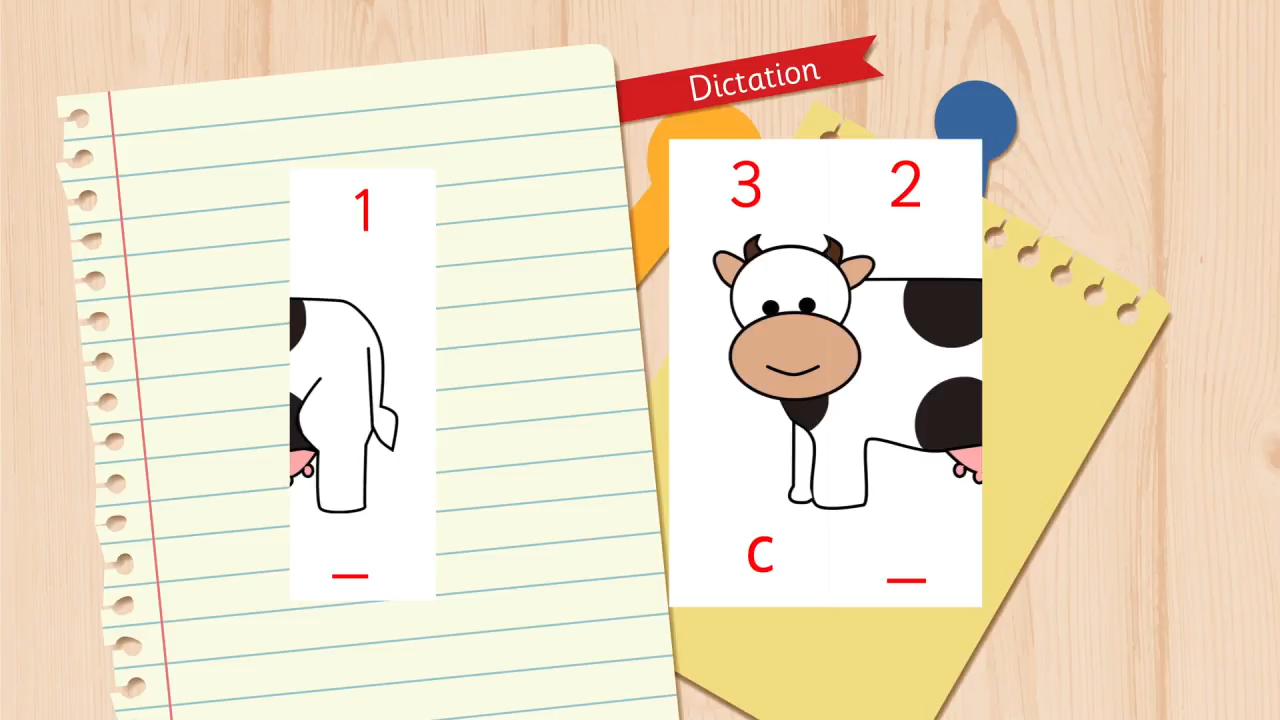 Dictation
1
3 2
c _
_